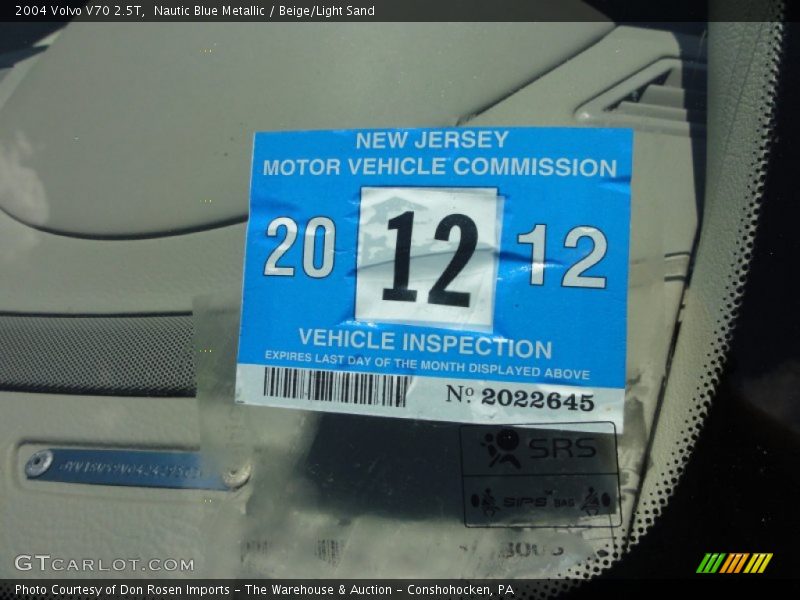 2004 Volvo V70 2.5T, Nautic Blue Metallic / Beige/Light Sand
NEW JERSEY
MOTOR VEHICLE COMMISSION
20 12 12
VEHICLE INSPECTION
EXPIRES LAST DAY OF THE MONTH DISPLAYED ABOVE
Nº 2022645
SRS
SIPS BAG
GTCARLOT.COM
Photo Courtesy of Don Rosen Imports - The Warehouse & Auction - Conshohocken, PA